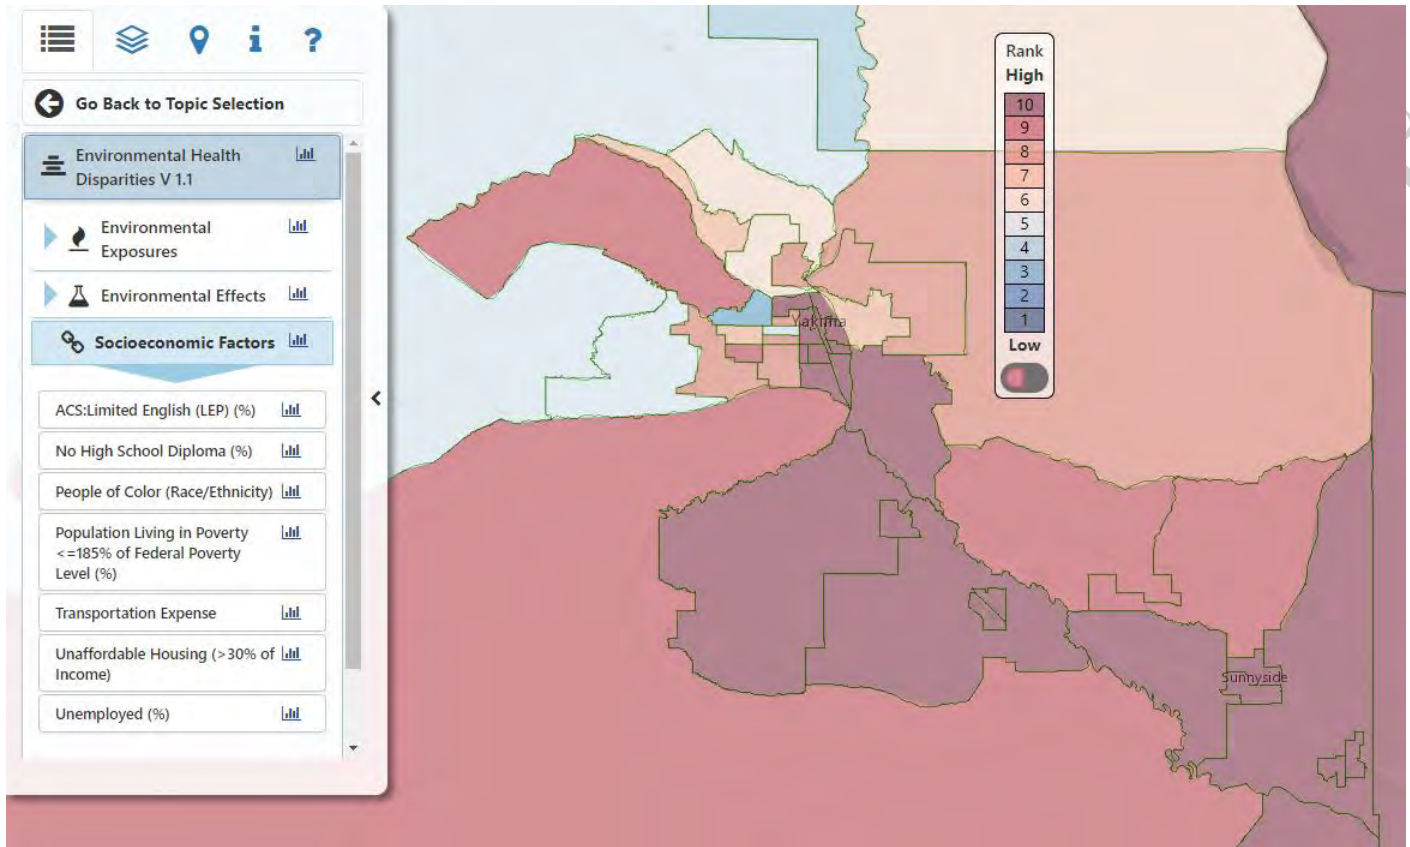 ?
Go Back to Topic Selection
Environmental Health
Disparities V 1.1
Environmental
Exposures
Environmental Effects
Socioeconomic Factors
ACS:Limited English (LEP) (%)
No High School Diploma (%)
People of Color (Race/Ethnicity)
Population Living in Poverty
<=185% of Federal Poverty
Level (%)
Transportation Expense
Unaffordable Housing (>30% of
Income)
Unemployed (%)
Rank
High
10
9
8
7
6
5
4
3
2
1
Low
Yakima
Sunnyside